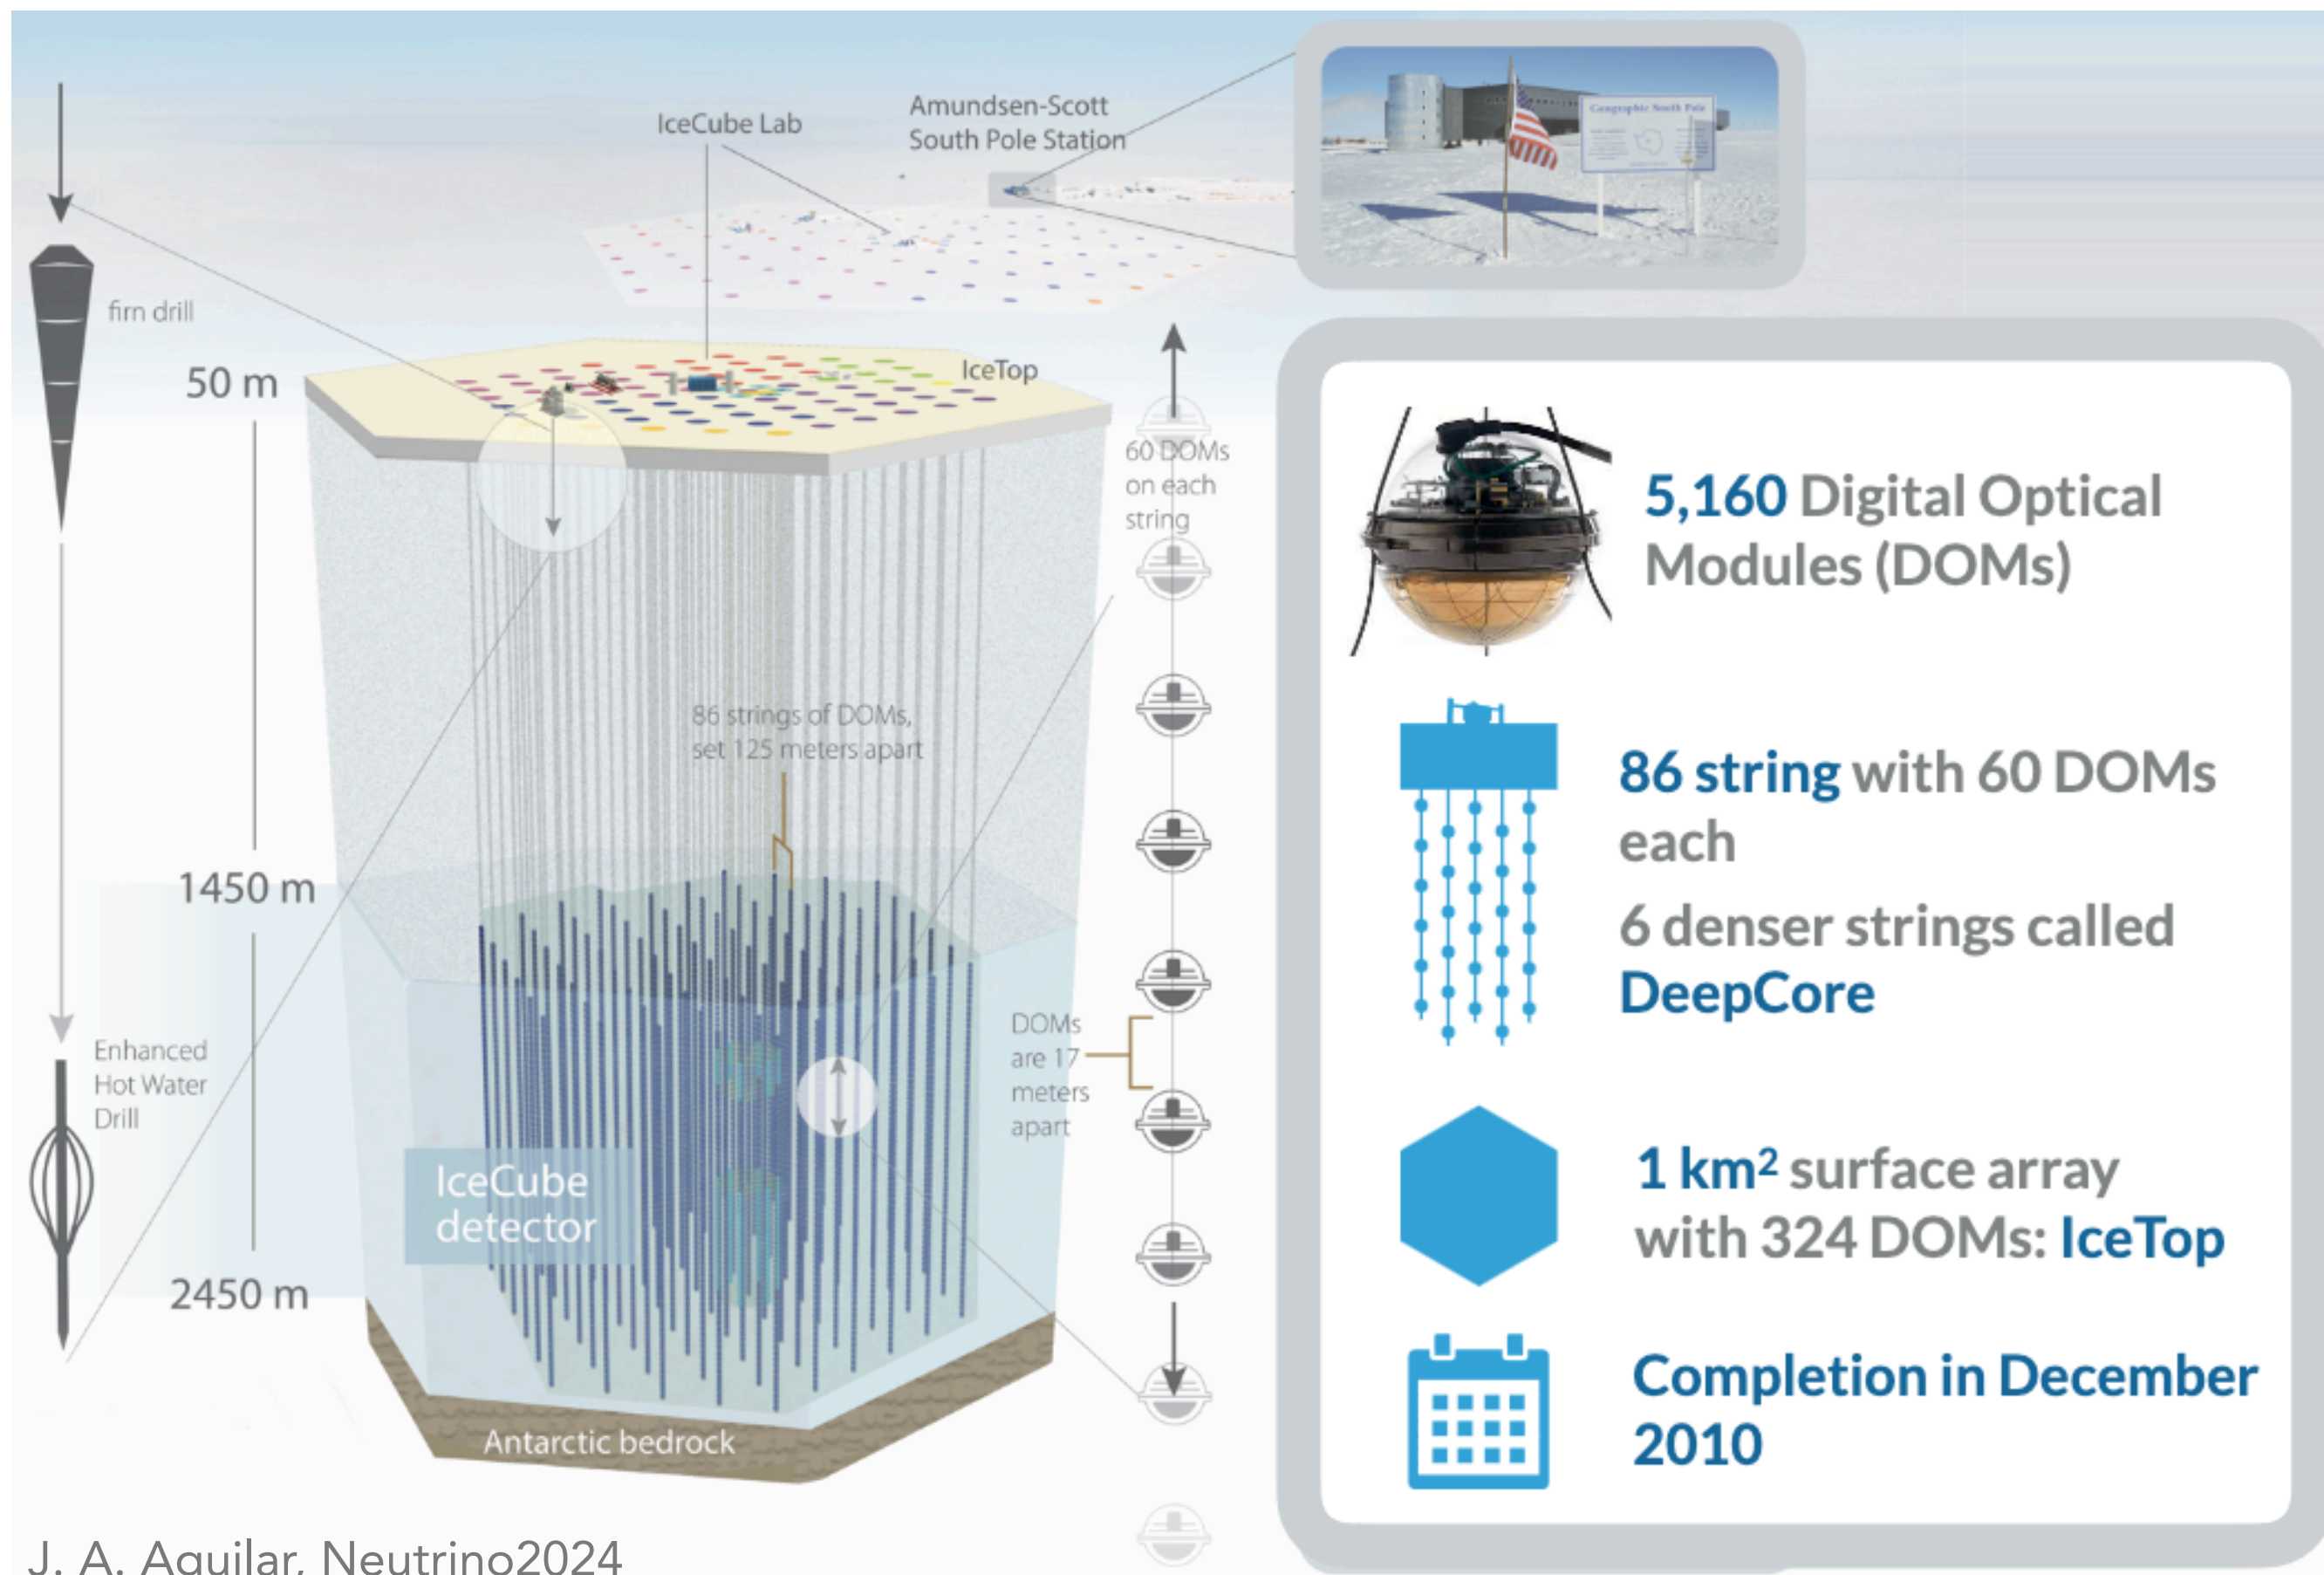 IceCube Lab
Amundsen-Scott
South Pole Station
Geographic South Pole
firn drill
50 m
IceTop
60 DOMs
on each
string
86 strings of DOMs,
set 125 meters apart
1450 m
DOMs
are 17
meters
apart
Enhanced
Hot Water
Drill
IceCube
detector
2450 m
Antarctic bedrock
5,160 Digital Optical
Modules (DOMs)
86 string with 60 DOMs
each
6 denser strings called
DeepCore
1 km² surface array
with 324 DOMs: IceTop
Completion in December
2010
J. A. Aguilar, Neutrino2024